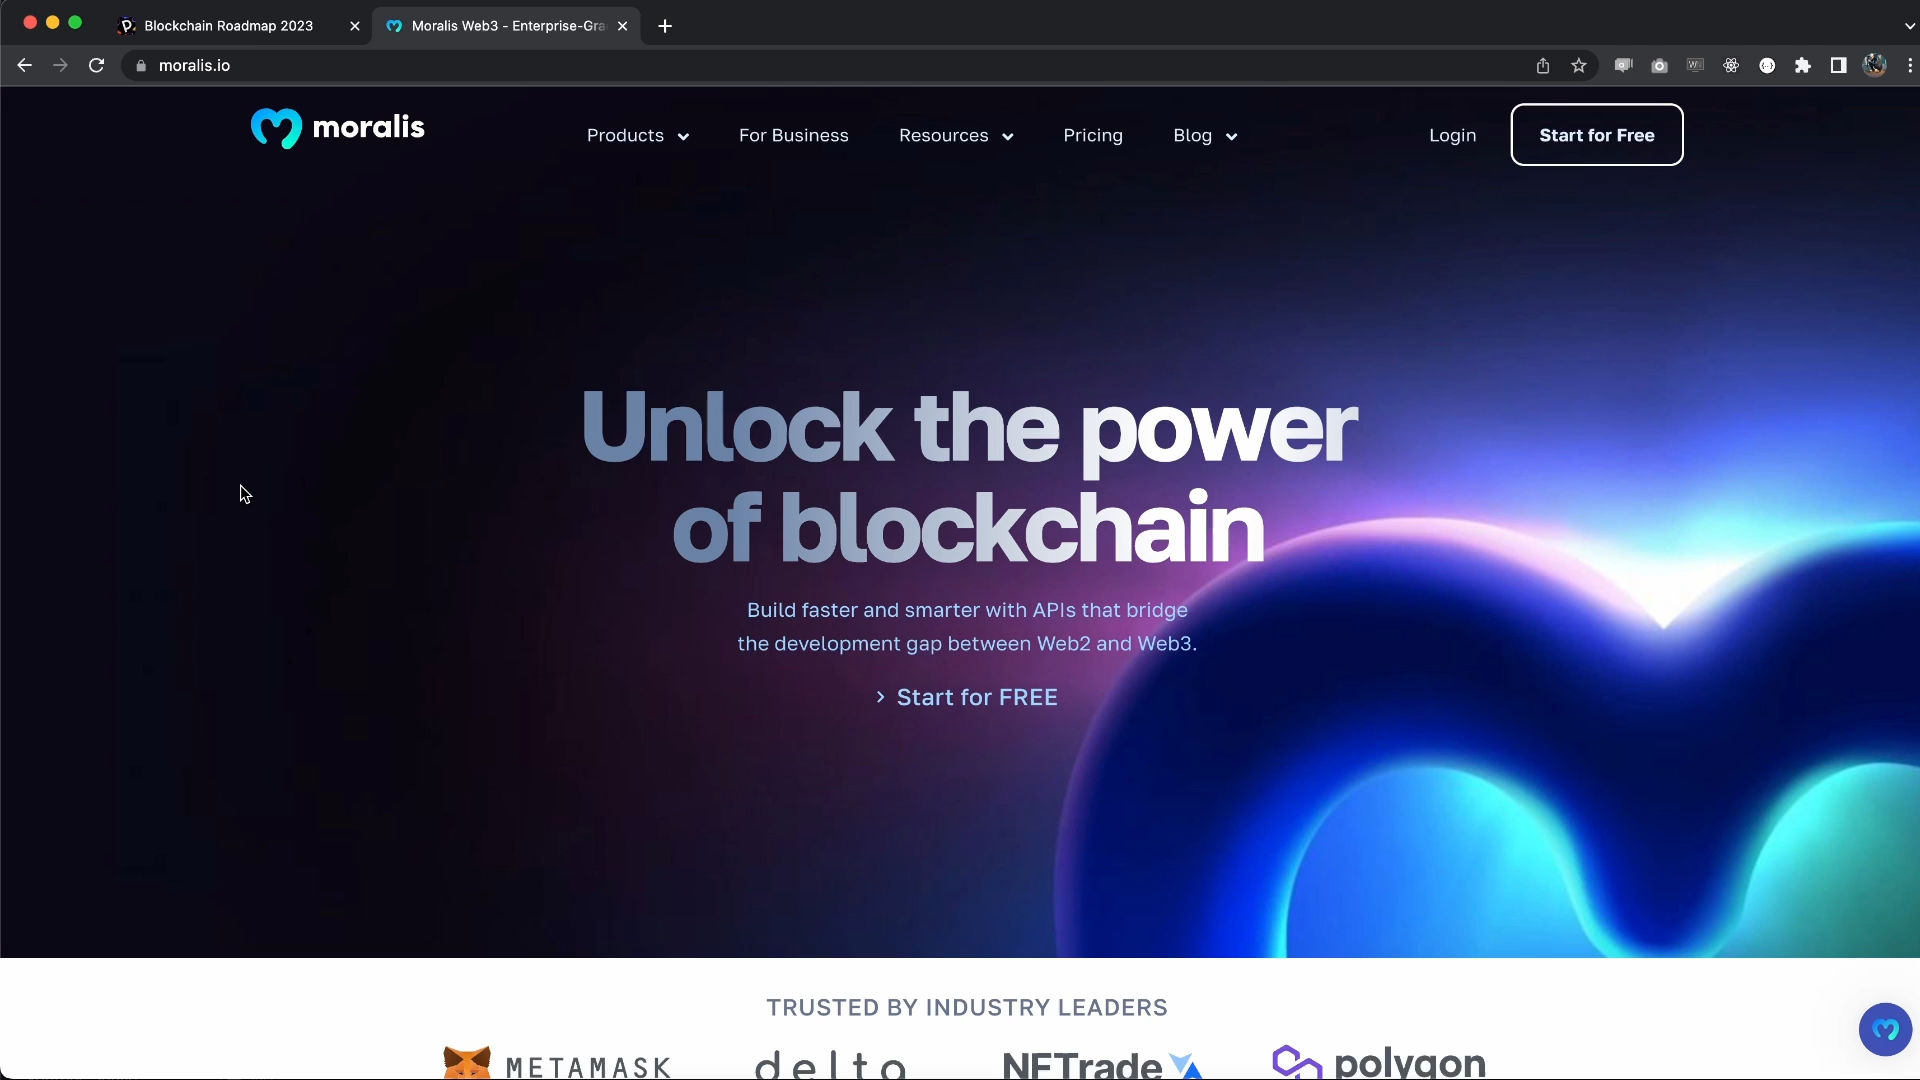 Blockchain Roadmap 2023
Moralis Web3 - Enterprise-Gra
moralis.io
moralis
Products
For Business
Resources
Pricing
Blog
Login
Start for Free
Unlock the power
of blockchain
Build faster and smarter with APIs that bridge
the development gap between Web2 and Web3.
Start for FREE
TRUSTED BY INDUSTRY LEADERS
METAMASK
delta
NFTrade
polygon